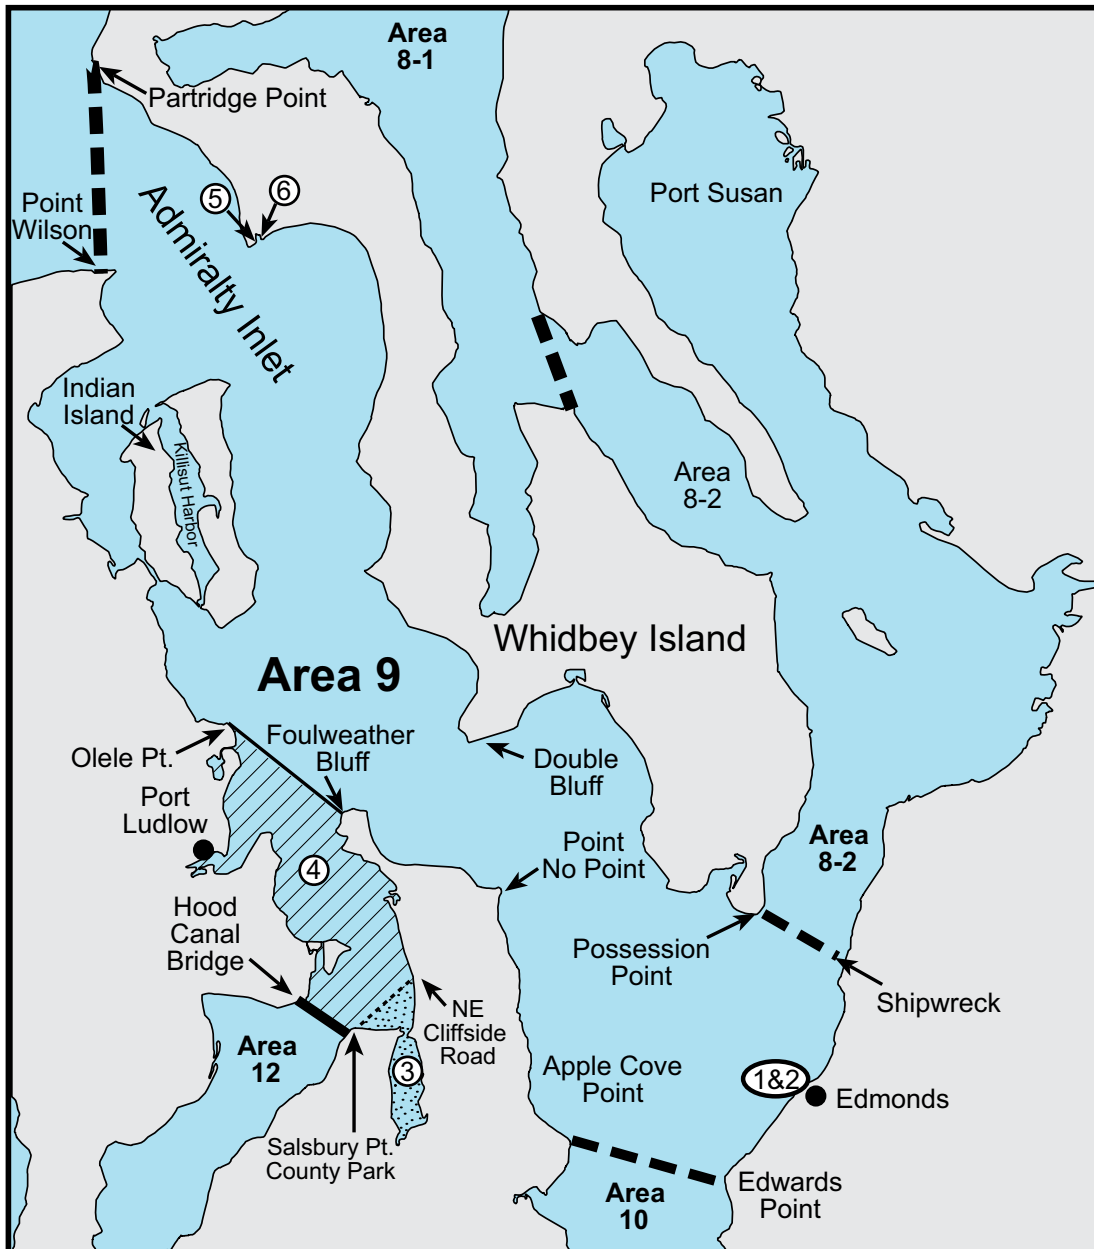 Area
8-1
Partridge Point
Port Susan
5
6
Point
Wilson
Admiralty Inlet
Indian
Island
Killisut Harbor
Area
8-2
Whidbey Island
Area 9
Olele Pt.
Foulweather
Bluff
Double
Bluff
Port
Ludlow
Point
No Point
Area
8-2
4
Hood
Canal
Bridge
Possession
Point
Shipwreck
NE
Cliffside
Road
Area
12
3
Apple Cove
Point
1&2
Edmonds
Salsbury Pt.
County Park
Edwards
Point
Area
10